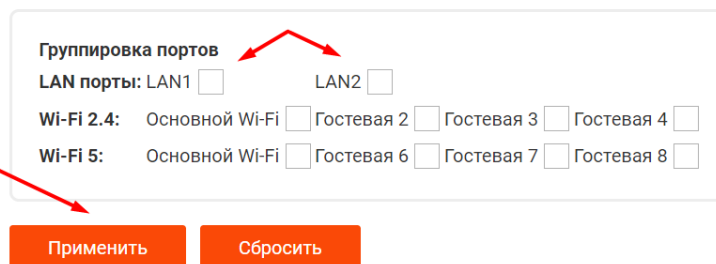 Группировка портов
LAN порты: LAN1 LAN2
Wi-Fi 2.4: Основной Wi-Fi Гостевая 2 Гостевая 3 Гостевая 4
Wi-Fi 5: Основной Wi-Fi Гостевая 6 Гостевая 7 Гостевая 8
Применить Сбросить